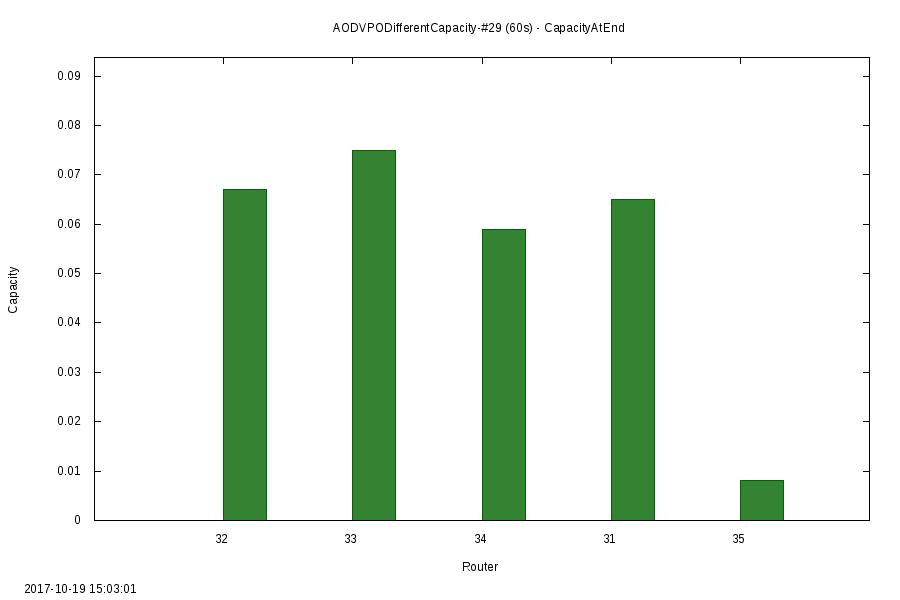 AODVPODifferentCapacity-#29 (60s) - CapacityAtEnd
0.09
0.08
0.07
0.06
0.05
0.04
0.03
0.02
0.01
0
Capacity
32 33 34 31 35
Router
2017-10-19 15:03:01